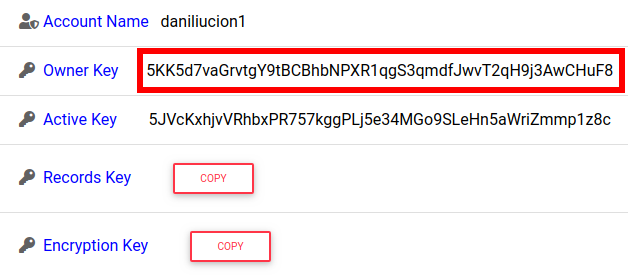 Account Name daniliucion1
Owner Key 5KK5d7vaGrvtgY9tBCBhbNPXR1qgS3qmdfJwvT2qH9j3AwCHuF8
Active Key 5JVcKxhjvVRhbxPR757kggPLj5e34MGo9SLeHn5aWriZmmp1z8c
Records Key COPY
Encryption Key COPY